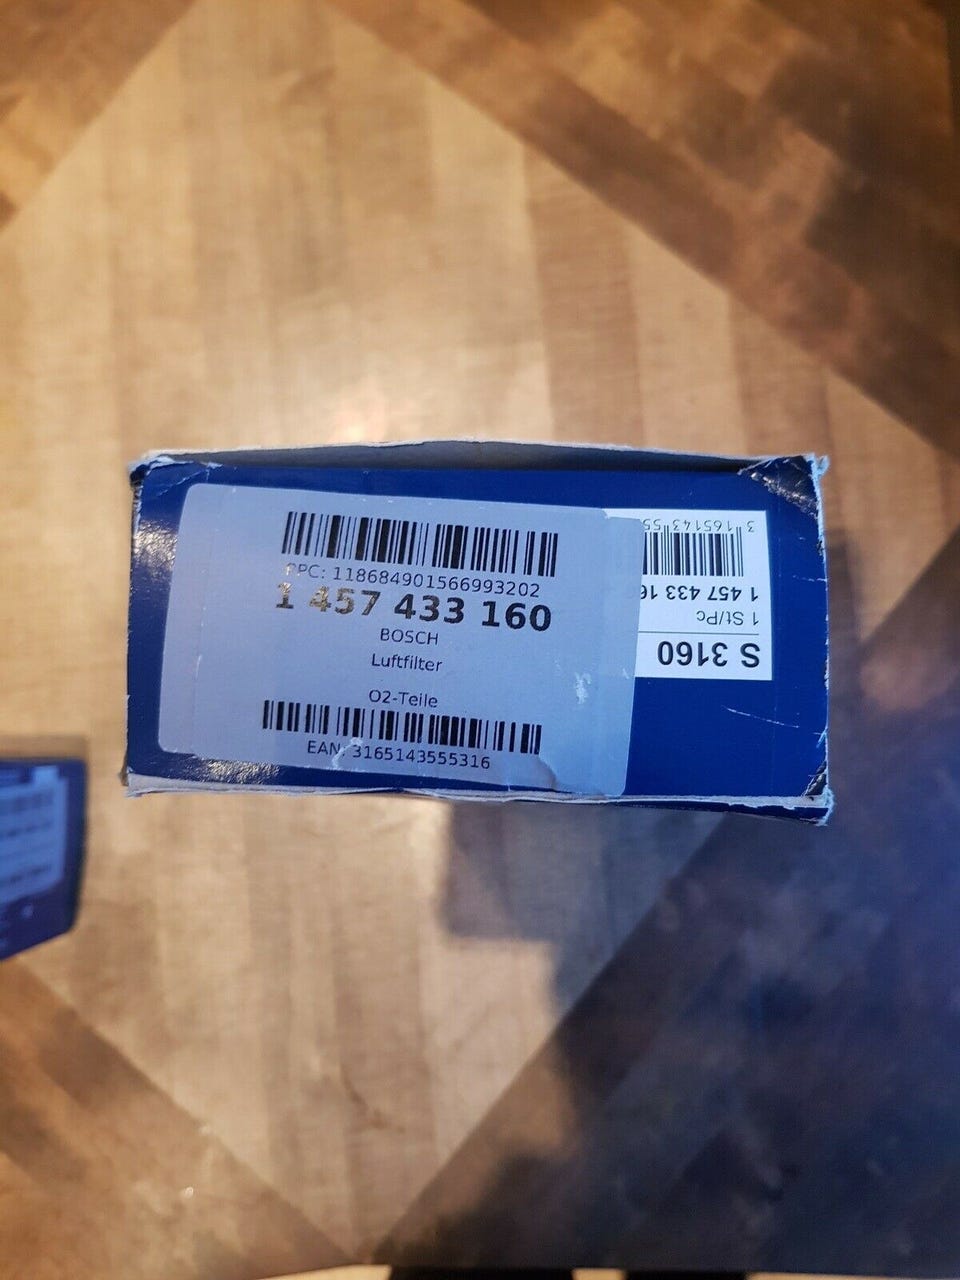 PC: 118684901566993202
1 457 433 160
BOSCH
Luftfilter
O2-Teile
EAN: 3165143555316
S 3160
1 St/Pc
1 457 433 16
3 165143 55